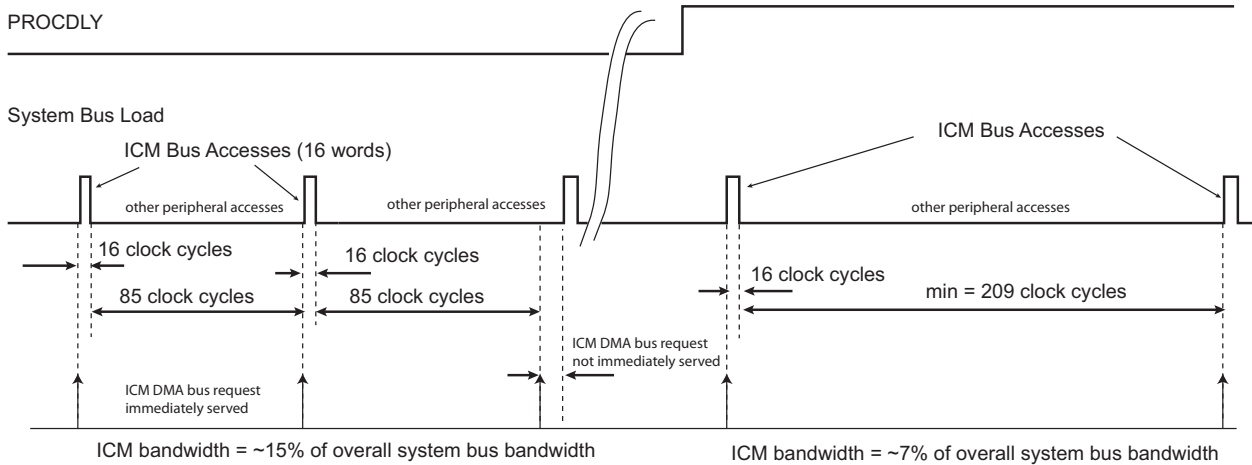 PROCDLY
System Bus Load
ICM Bus Accesses (16 words)
ICM Bus Accesses
other peripheral accesses
other peripheral accesses
other peripheral accesses
16 clock cycles
16 clock cycles
16 clock cycles
85 clock cycles
85 clock cycles
min = 209 clock cycles
ICM DMA bus request
not immediately served
ICM DMA bus request
immediately served
ICM bandwidth = ~15% of overall system bus bandwidth
ICM bandwidth = ~7% of overall system bus bandwidth